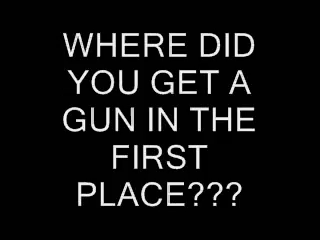 WHERE DID
YOU GET A
GUN IN THE
FIRST
PLACE???